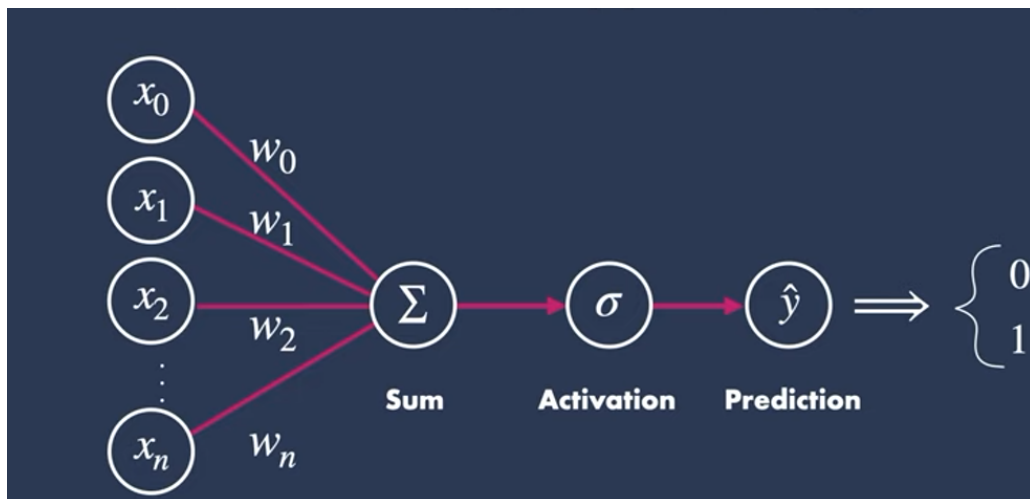 x₀
w₀
x₁
w₁
x₂
w₂
⋮
xₙ
wₙ
Σ
σ
ŷ
⟹
{
0
1
Sum
Activation
Prediction